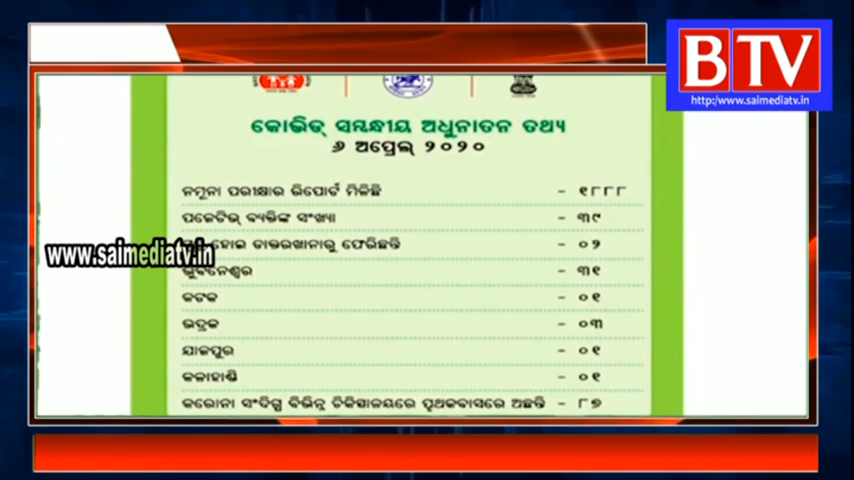 BTV
http:/www.saimediatv.in
କୋଭିଡ୍ ସମ୍ବନ୍ଧୀୟ ଅଧୁନାତନ ତଥ୍ୟ
୬ ଅପ୍ରେଲ୍ ୨୦୨୦
ନମୂନା ପରୀକ୍ଷାର ରିପୋର୍ଟ ମିଳିଛି - ୧୮୮୮
ପଜେଟିଭ୍ ବ୍ୟକ୍ତିଙ୍କ ସଂଖ୍ୟା - ୩୯
ହୋଇ ଡାକ୍ତରଖାନାରୁ ଫେରିଛନ୍ତି - ୦୨
www.saimediatv.in
ଭୁବନେଶ୍ୱର - ୩୧
କଟକ - ୦୧
ଭଦ୍ରକ - ୦୩
ଯାଜପୁର - ୦୧
କଳାହାଣ୍ଡି - ୦୧
କରୋନା ସଂଦିଗ୍ଧ ବିଭିନ୍ନ ଚିକିତ୍ସାଳୟରେ ପୃଥକବାସରେ ଅଛନ୍ତି - ୮୭